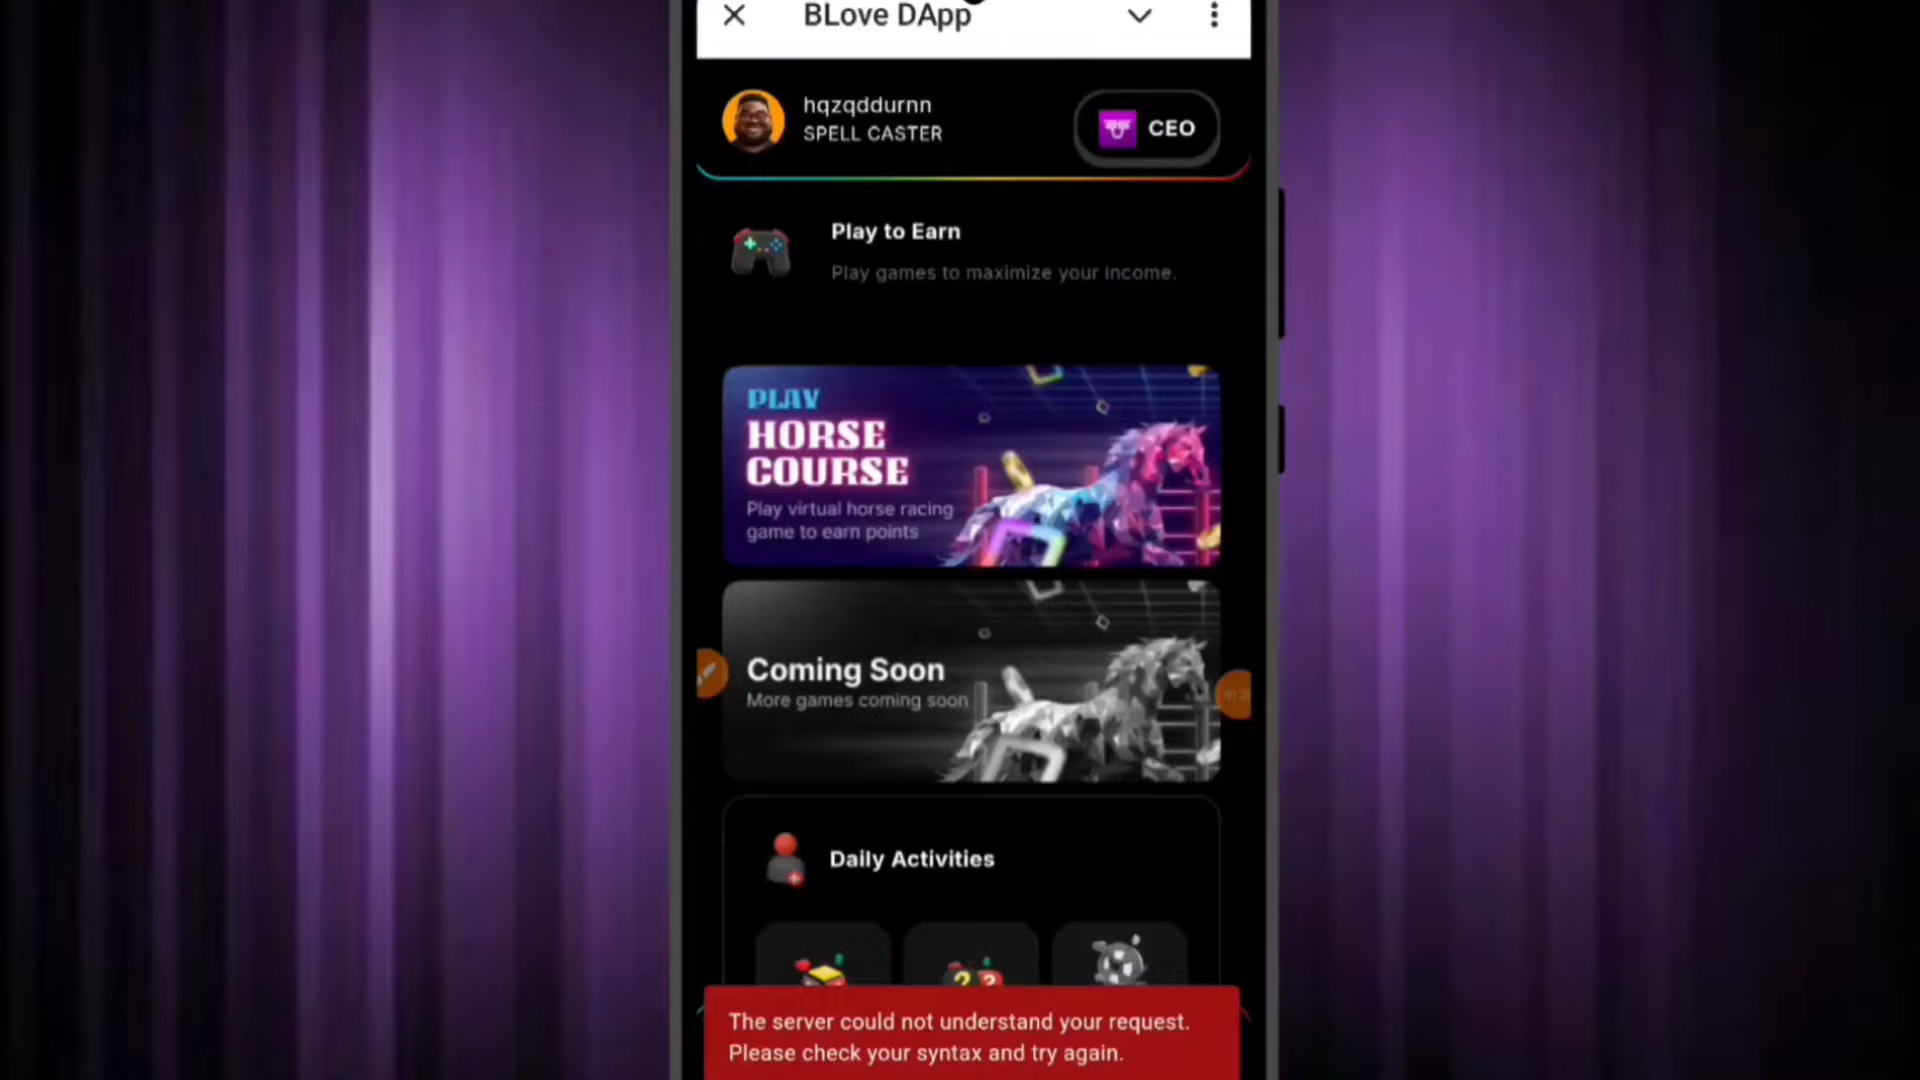 BLove DApp
hqzqddurnn
SPELL CASTER
CEO
Play to Earn
Play games to maximize your income.
PLAY
HORSE
COURSE
Play virtual horse racing
game to earn points
Coming Soon
More games coming soon
Daily Activities
The server could not understand your request.
Please check your syntax and try again.